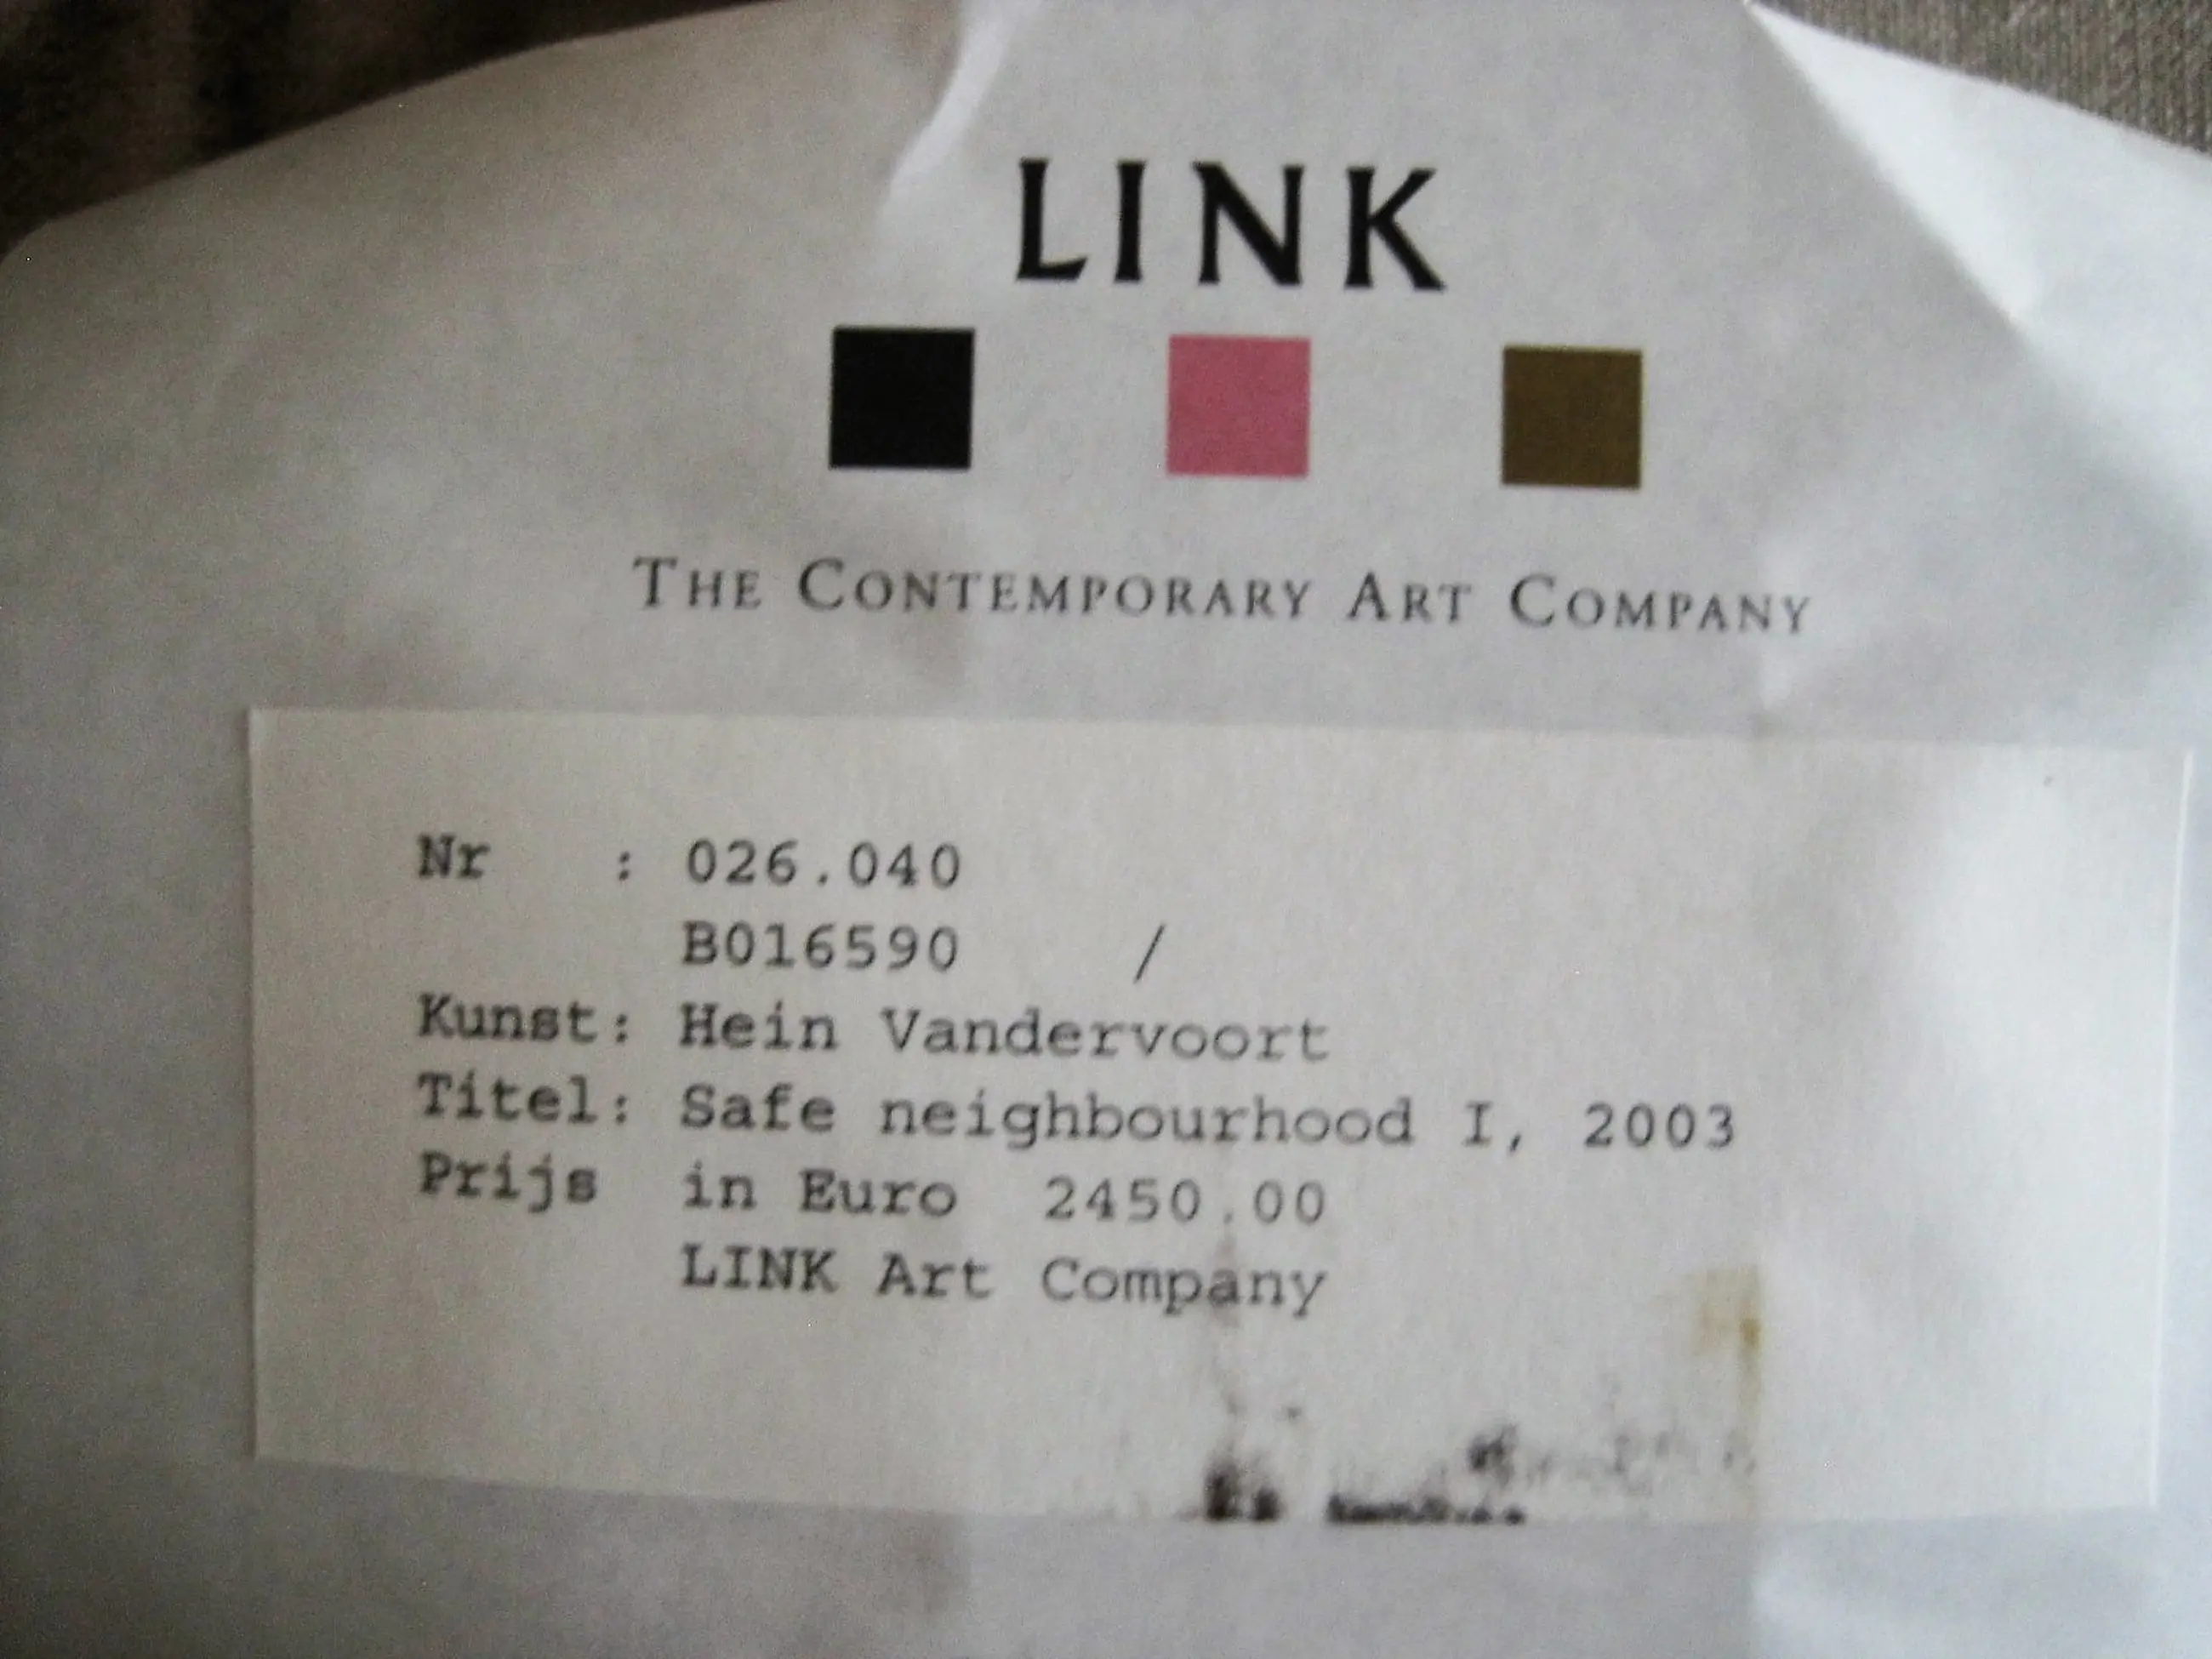 LINK
THE CONTEMPORARY ART COMPANY
Nr : 026.040
B016590 /
Kunst: Hein Vandervoort
Titel: Safe neighbourhood I, 2003
Prijs in Euro 2450.00
LINK Art Company